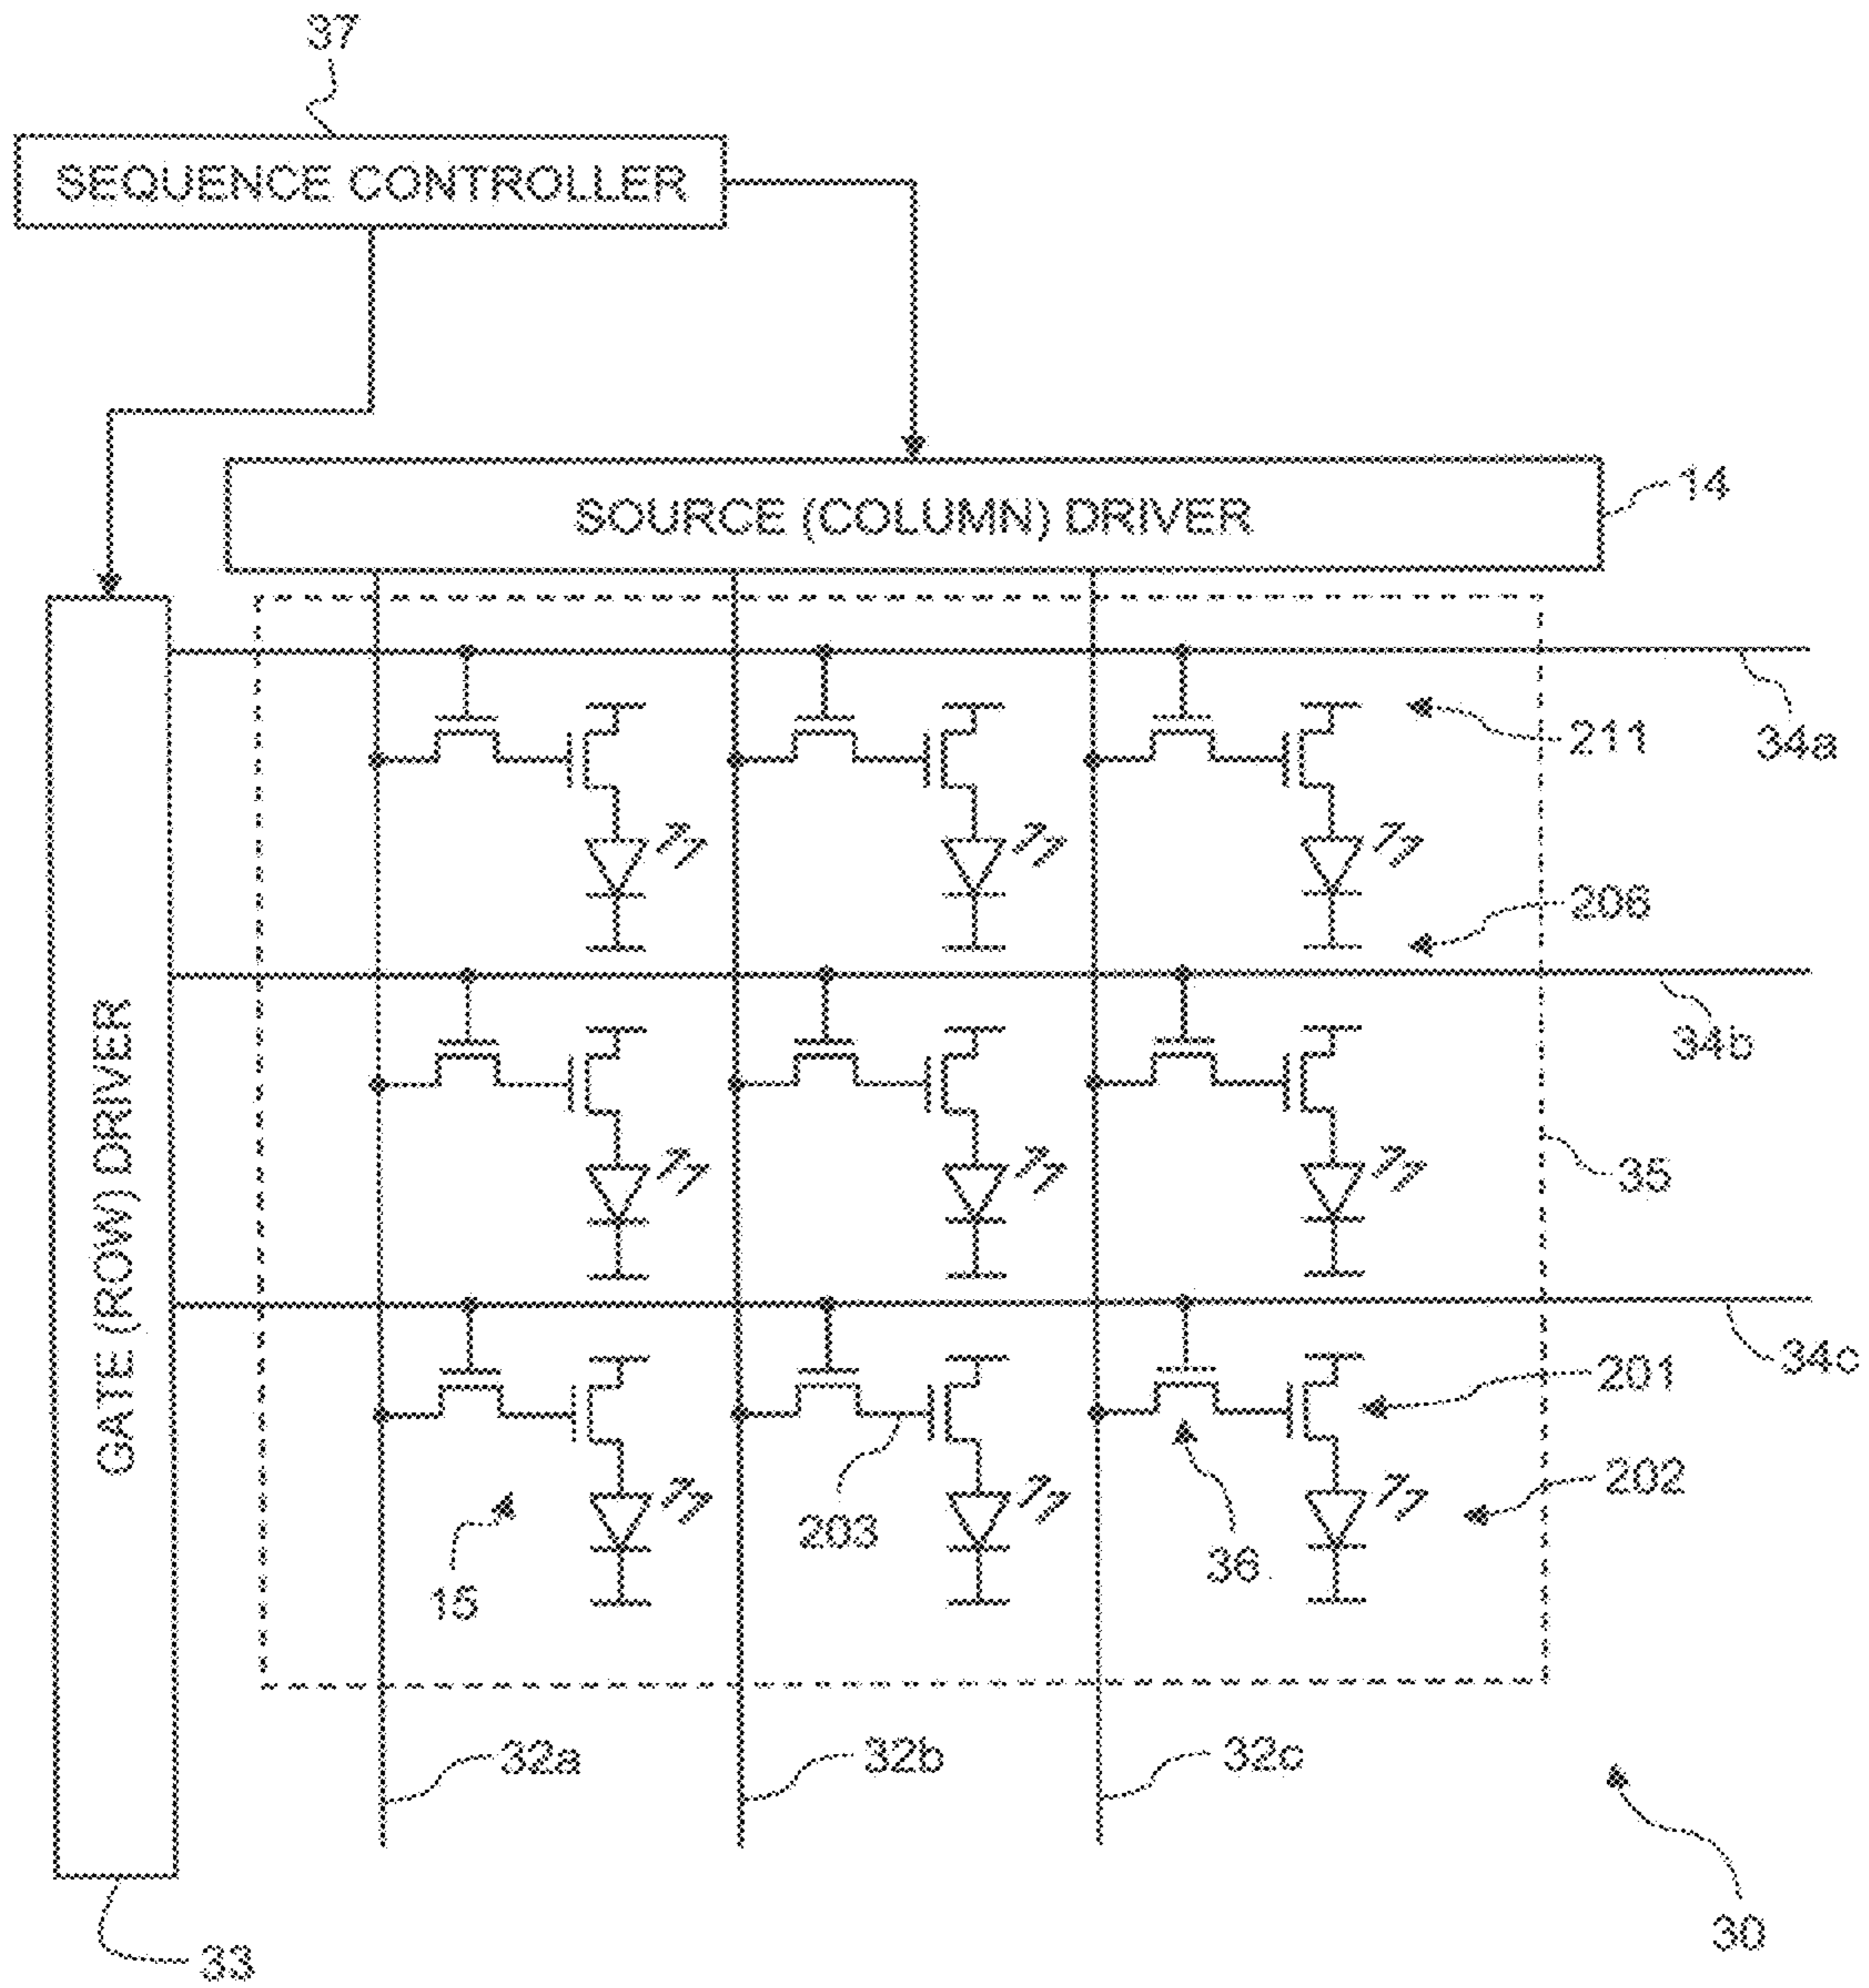 37
SEQUENCE CONTROLLER
14
SOURCE (COLUMN) DRIVER
211
34a
206
34b
GATE (ROW) DRIVER
35
34c
201
202
203
36
15
32a
32b
32c
30
33